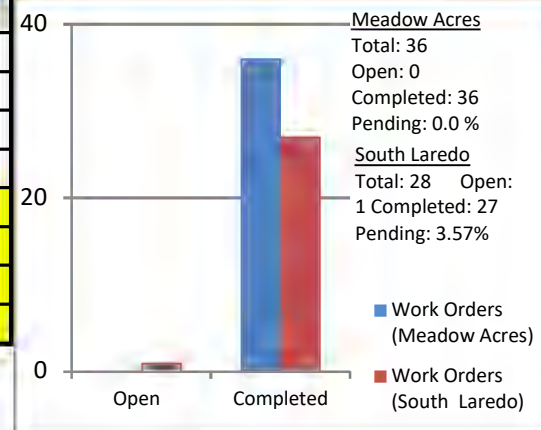 40
20
0
Open
Completed
Meadow Acres
Total: 36
Open: 0
Completed: 36
Pending: 0.0 %
South Laredo
Total: 28 Open:
1 Completed: 27
Pending: 3.57%
Work Orders
(Meadow Acres)
Work Orders
(South Laredo)